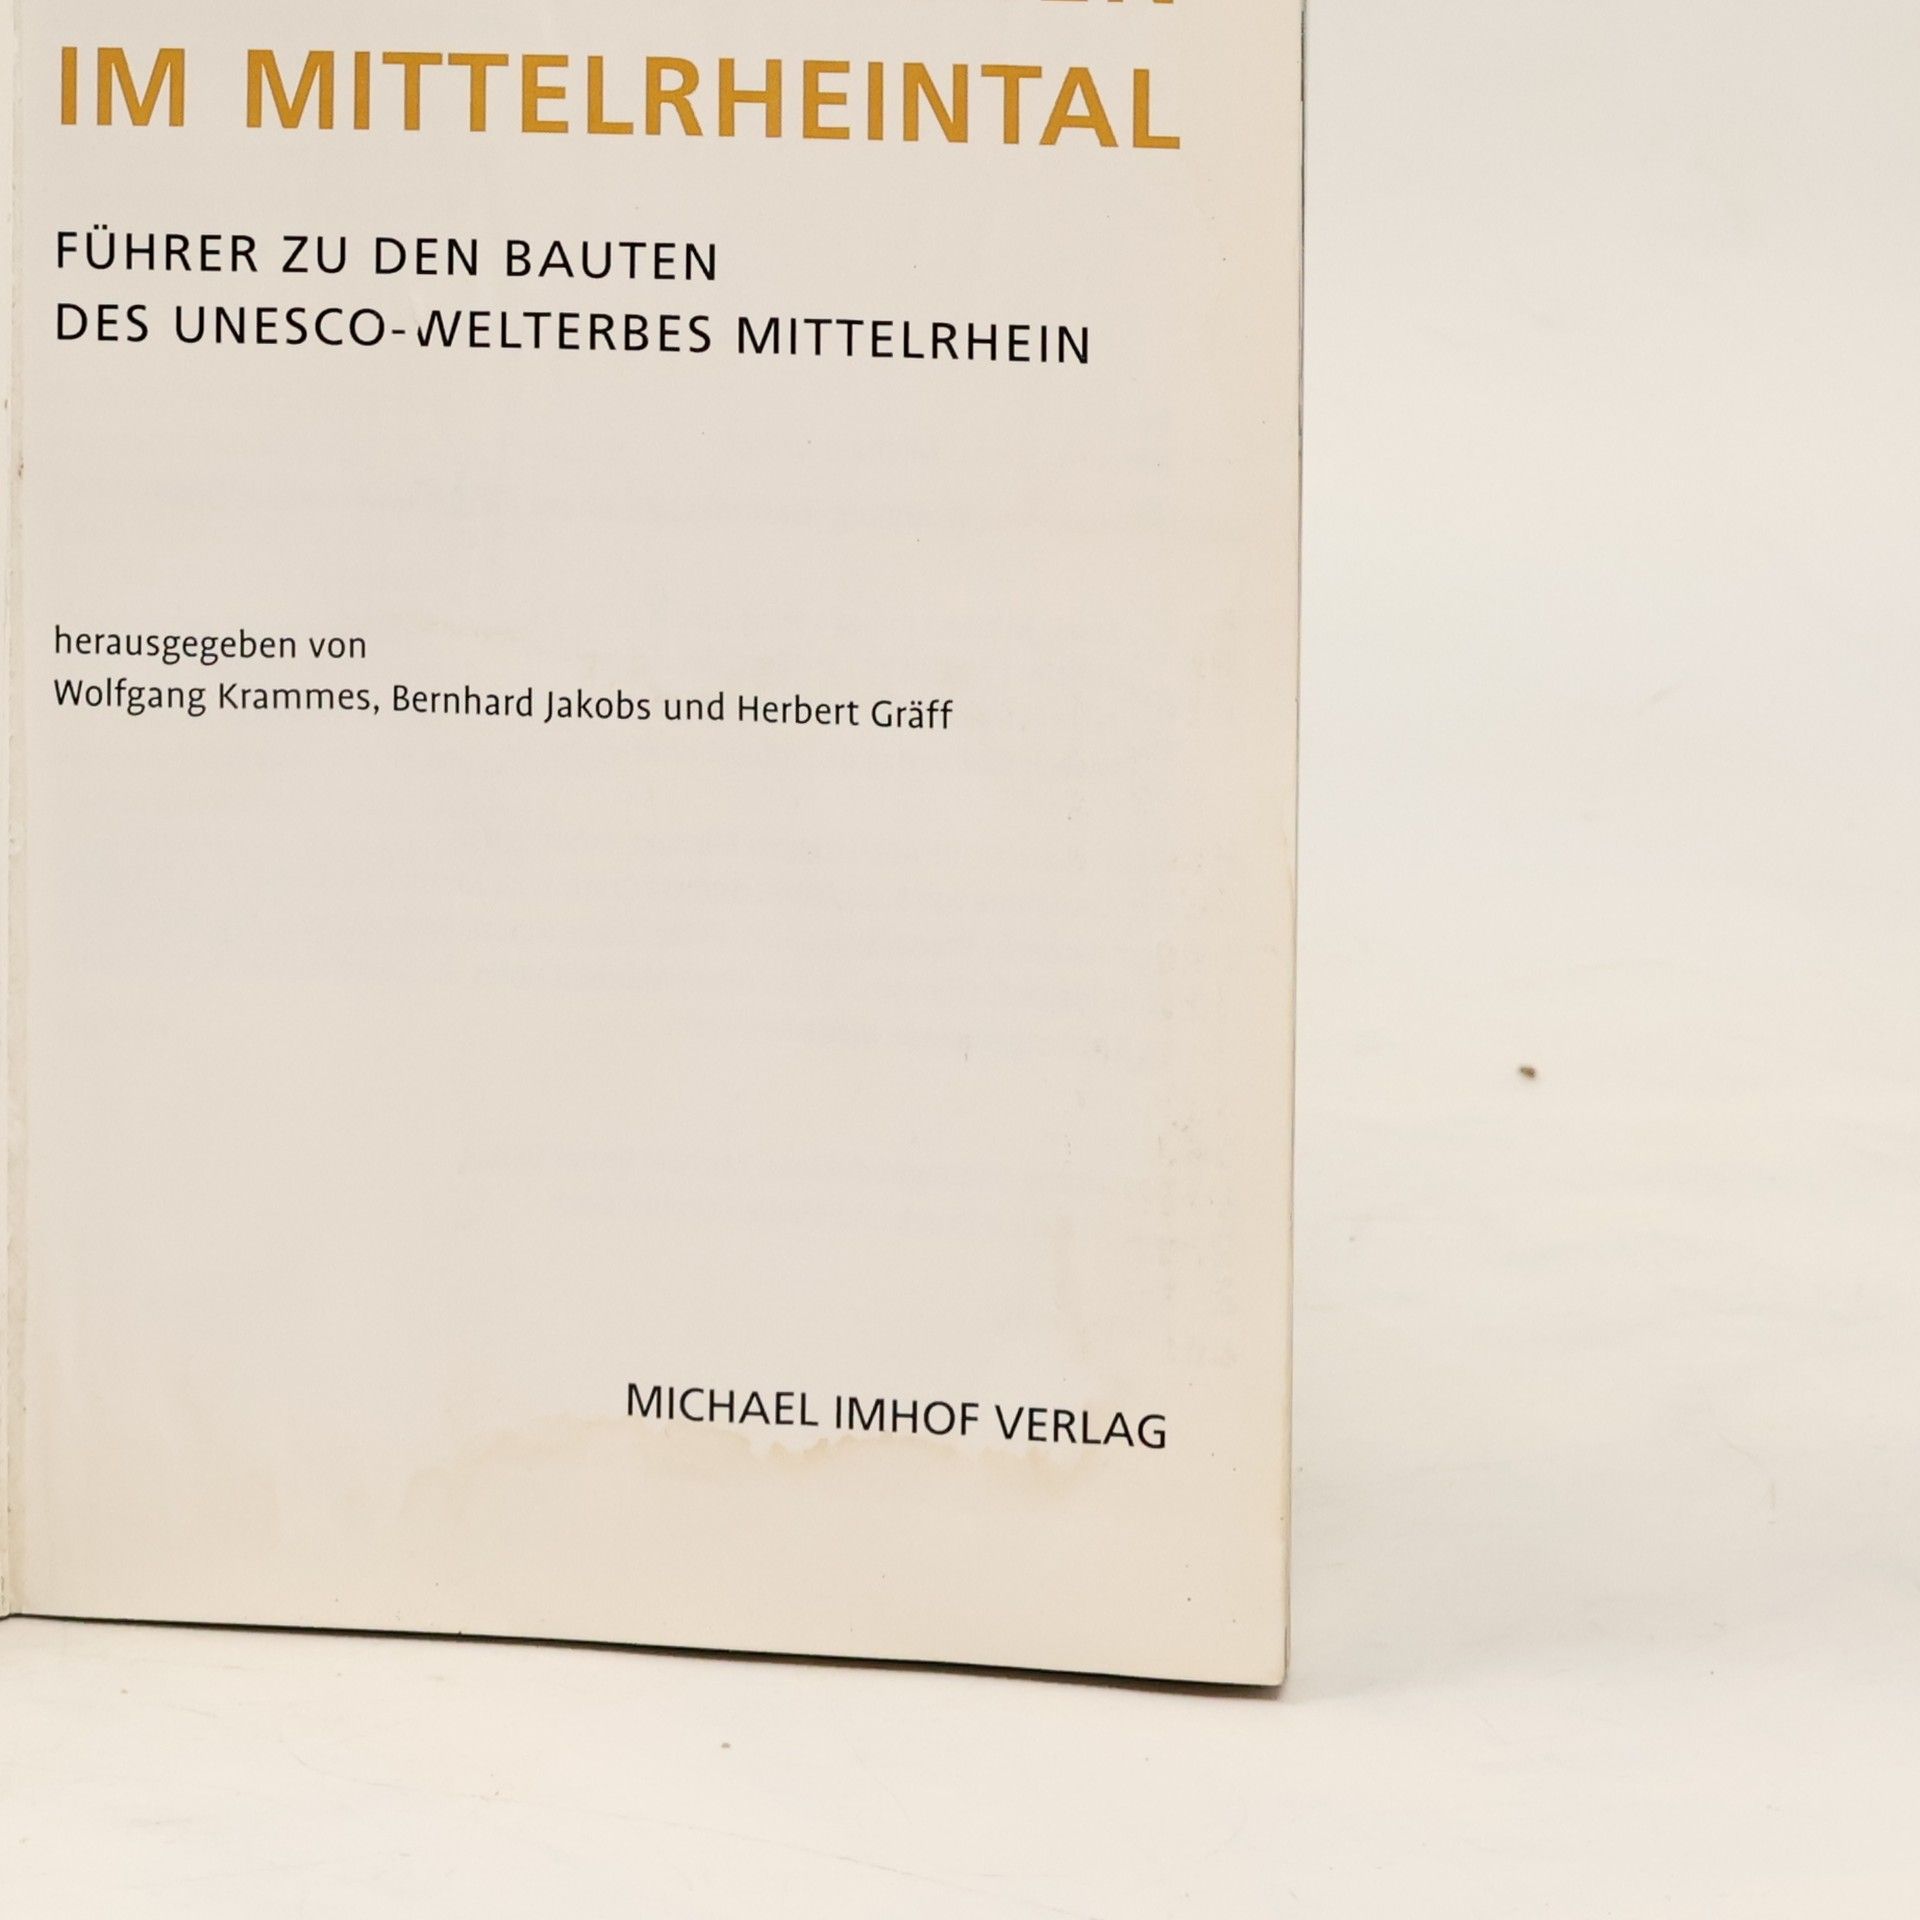 IM MITTELRHEINTAL
FÜHRER ZU DEN BAUTEN
DES UNESCO-WELTERBES MITTELRHEIN
herausgegeben von
Wolfgang Krammes, Bernhard Jakobs und Herbert Gräff
MICHAEL IMHOF VERLAG